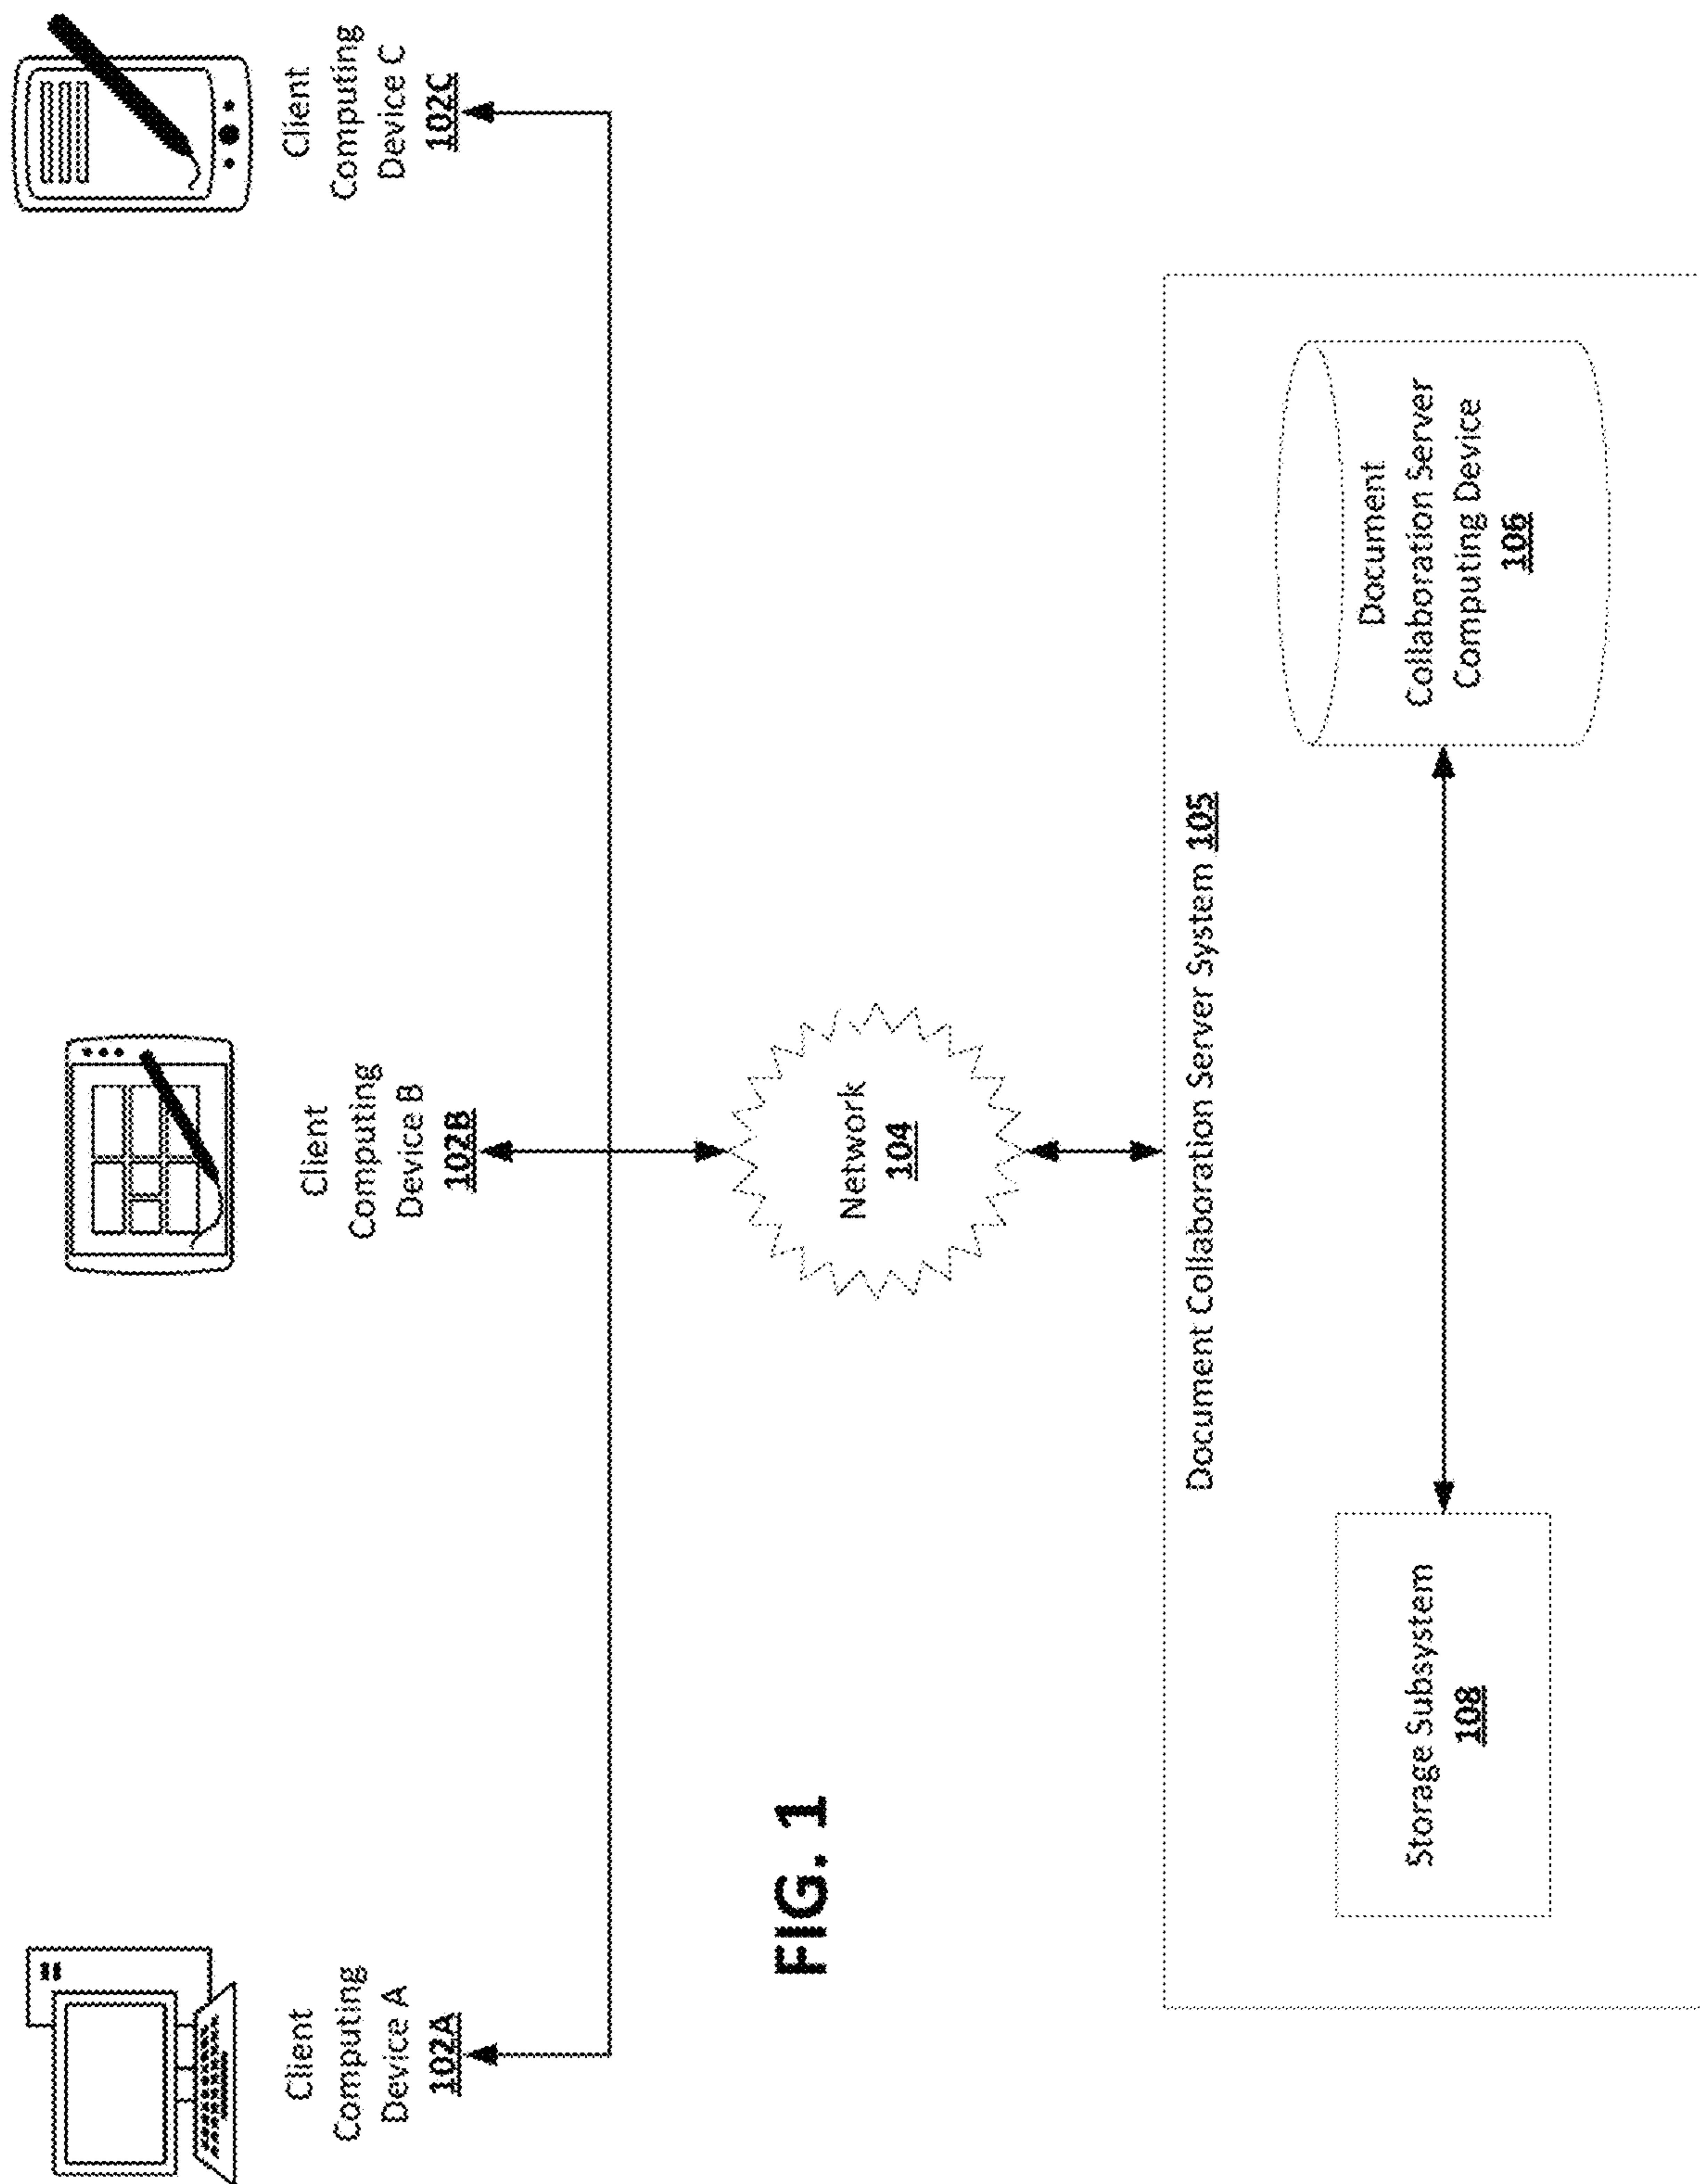 Client
Computing
Device A
102A
Client
Computing
Device B
102B
Client
Computing
Device C
102C
Network
104
FIG. 1
Document Collaboration Server System 105
Storage Subsystem
108
Document
Collaboration Server
Computing Device
106